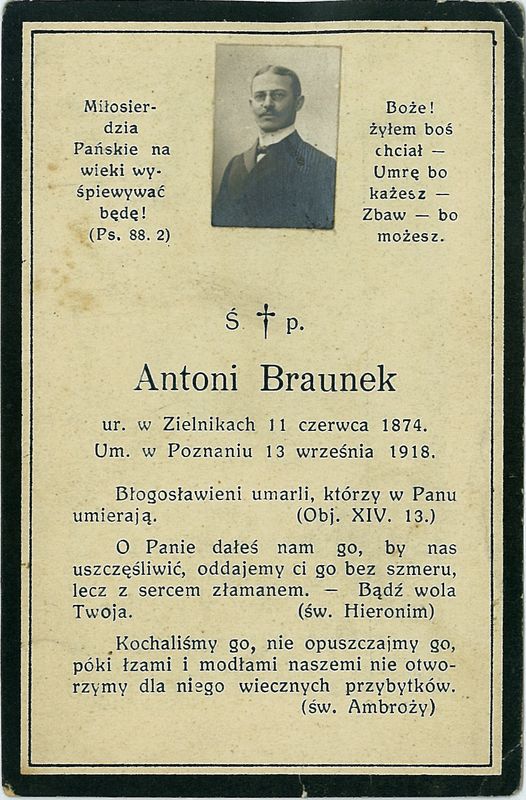 Miłosier-
dzia
Pańskie na
wieki wy-
śpiewywać
będę!
(Ps. 88. 2)
Boże!
żyłem boś
chciał —
Umrę bo
każesz —
Zbaw — bo
możesz.
Ś † p.
Antoni Braunek
ur. w Zielnikach 11 czerwca 1874.
Um. w Poznaniu 13 września 1918.
Błogosławieni umarli, którzy w Panu
umierają. (Obj. XIV. 13.)
O Panie dałeś nam go, by nas
uszczęśliwić, oddajemy ci go bez szmeru,
lecz z sercem złamanem. — Bądź wola
Twoja. (św. Hieronim)
Kochaliśmy go, nie opuszczajmy go,
póki łzami i modłami naszemi nie otwo-
rzymy dla niego wiecznych przybytków.
(św. Ambroży)